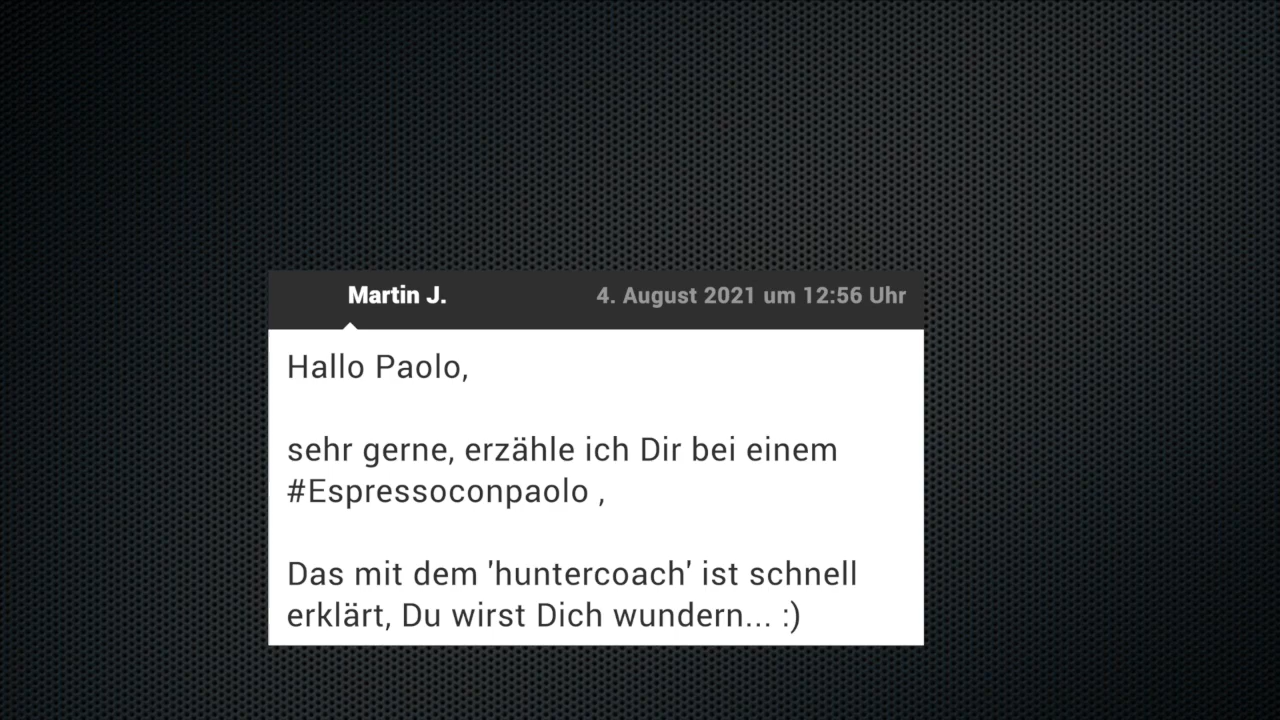 Martin J. 4. August 2021 um 12:56 Uhr
Hallo Paolo,
sehr gerne, erzähle ich Dir bei einem
#Espressoconpaolo ,
Das mit dem 'huntercoach' ist schnell
erklärt, Du wirst Dich wundern... :)